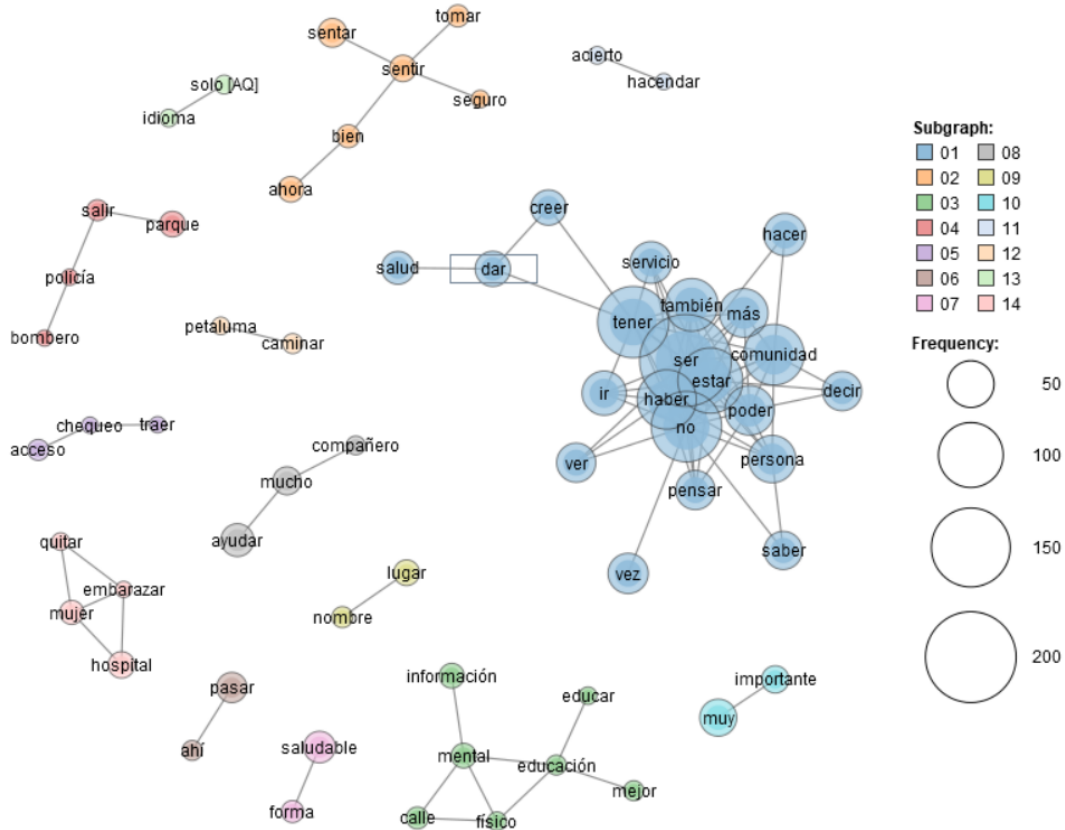 tomar
sentar
acierto
sentir
hacendar
solo [AQ]
seguro
idioma
Subgraph:
bien
01 08
02 09
ahora
03 10
salir
creer
04 11
parque
hacer
05 12
servicio
salud
dar
06 13
policía
también
07 14
más
tener
petaluma
bombero
caminar
Frequency:
comunidad
ser
estar
50
ir
decir
haber
poder
chequeo
traer
no
compañero
acceso
100
ver
persona
mucho
pensar
quitar
ayudar
150
saber
lugar
vez
embarazar
mujer
nombre
200
hospital
información
importante
pasar
educar
muy
saludable
ahí
mental
educación
mejor
forma
calle
físico